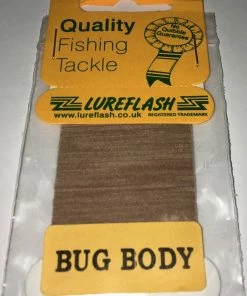 Quality
Fishing
Tackle
No
Quibble
Guarantee
LUREFLASH
www.lureflash.co.uk REGISTERED TRADEMARK
BUG BODY